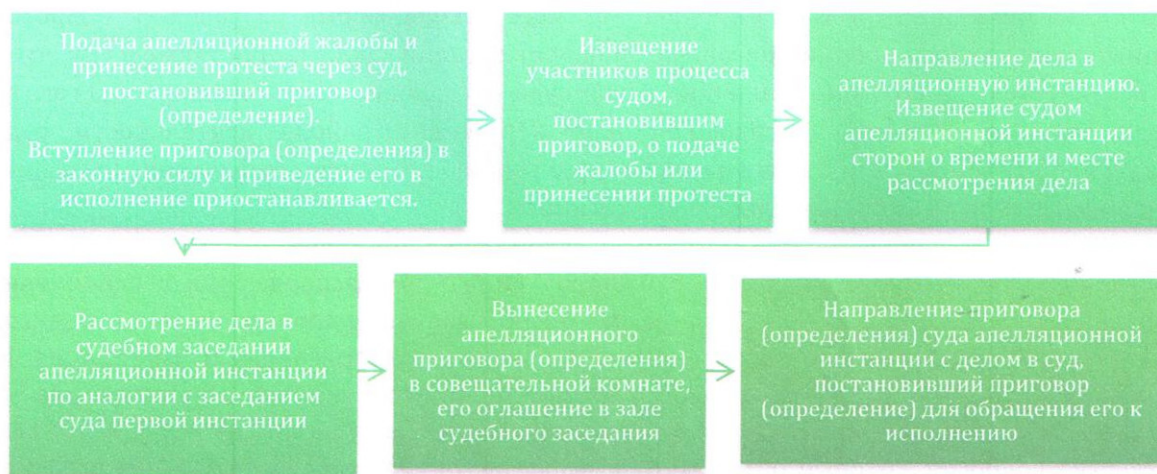 Подача апелляционной жалобы и
принесение протеста через суд,
постановивший приговор
(определение).
Вступление приговора (определения) в
законную силу и приведение его в
исполнение приостанавливается.
Извещение
участников процесса
судом,
постановившим
приговор, о подаче
жалобы или
принесении протеста
Направление дела в
апелляционную инстанцию.
Извещение судом
апелляционной инстанции
сторон о времени и месте
рассмотрения дела
Рассмотрение дела в
судебном заседании
апелляционной инстанции
по аналогии с заседанием
суда первой инстанции
Вынесение
апелляционного
приговора (определения)
в совещательной комнате,
его оглашение в зале
судебного заседания
Направление приговора
(определения) суда апелляционной
инстанции с делом в суд,
постановивший приговор
(определение) для обращения его к
исполнению